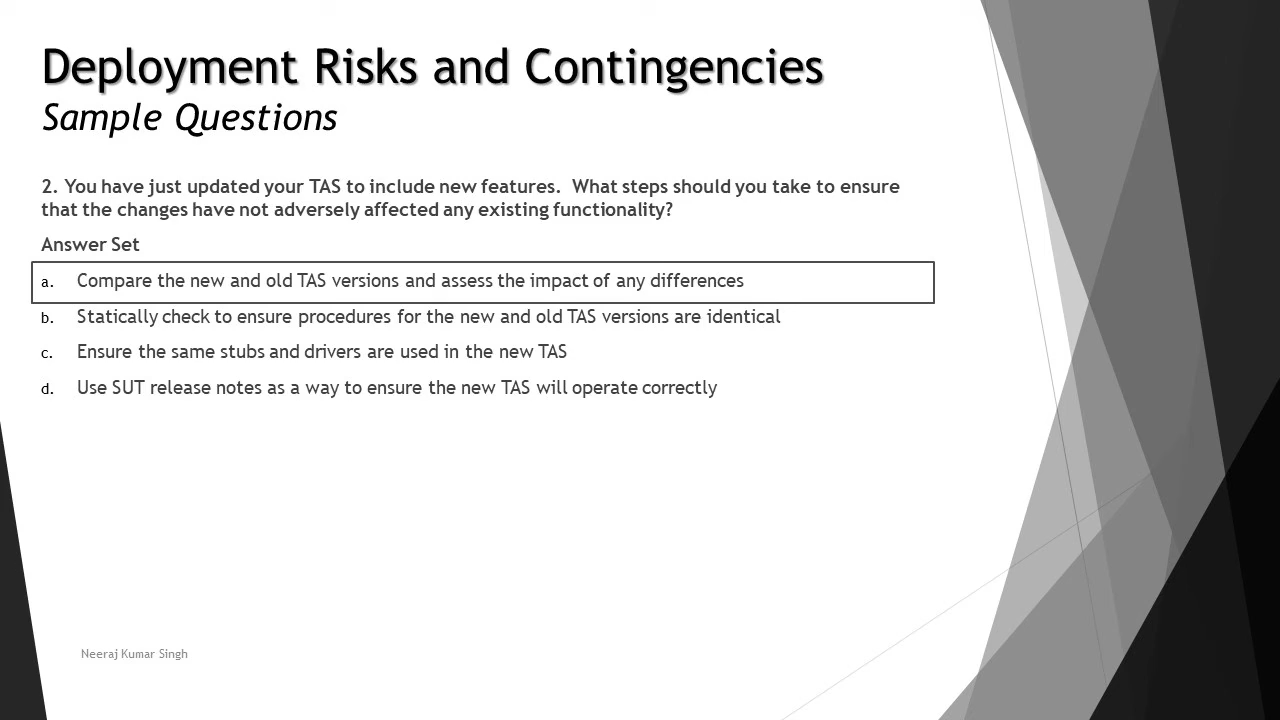 Deployment Risks and Contingencies
Sample Questions
2. You have just updated your TAS to include new features.  What steps should you take to ensure
that the changes have not adversely affected any existing functionality?
Answer Set
a. Compare the new and old TAS versions and assess the impact of any differences
b. Statically check to ensure procedures for the new and old TAS versions are identical
c. Ensure the same stubs and drivers are used in the new TAS
d. Use SUT release notes as a way to ensure the new TAS will operate correctly
Neeraj Kumar Singh